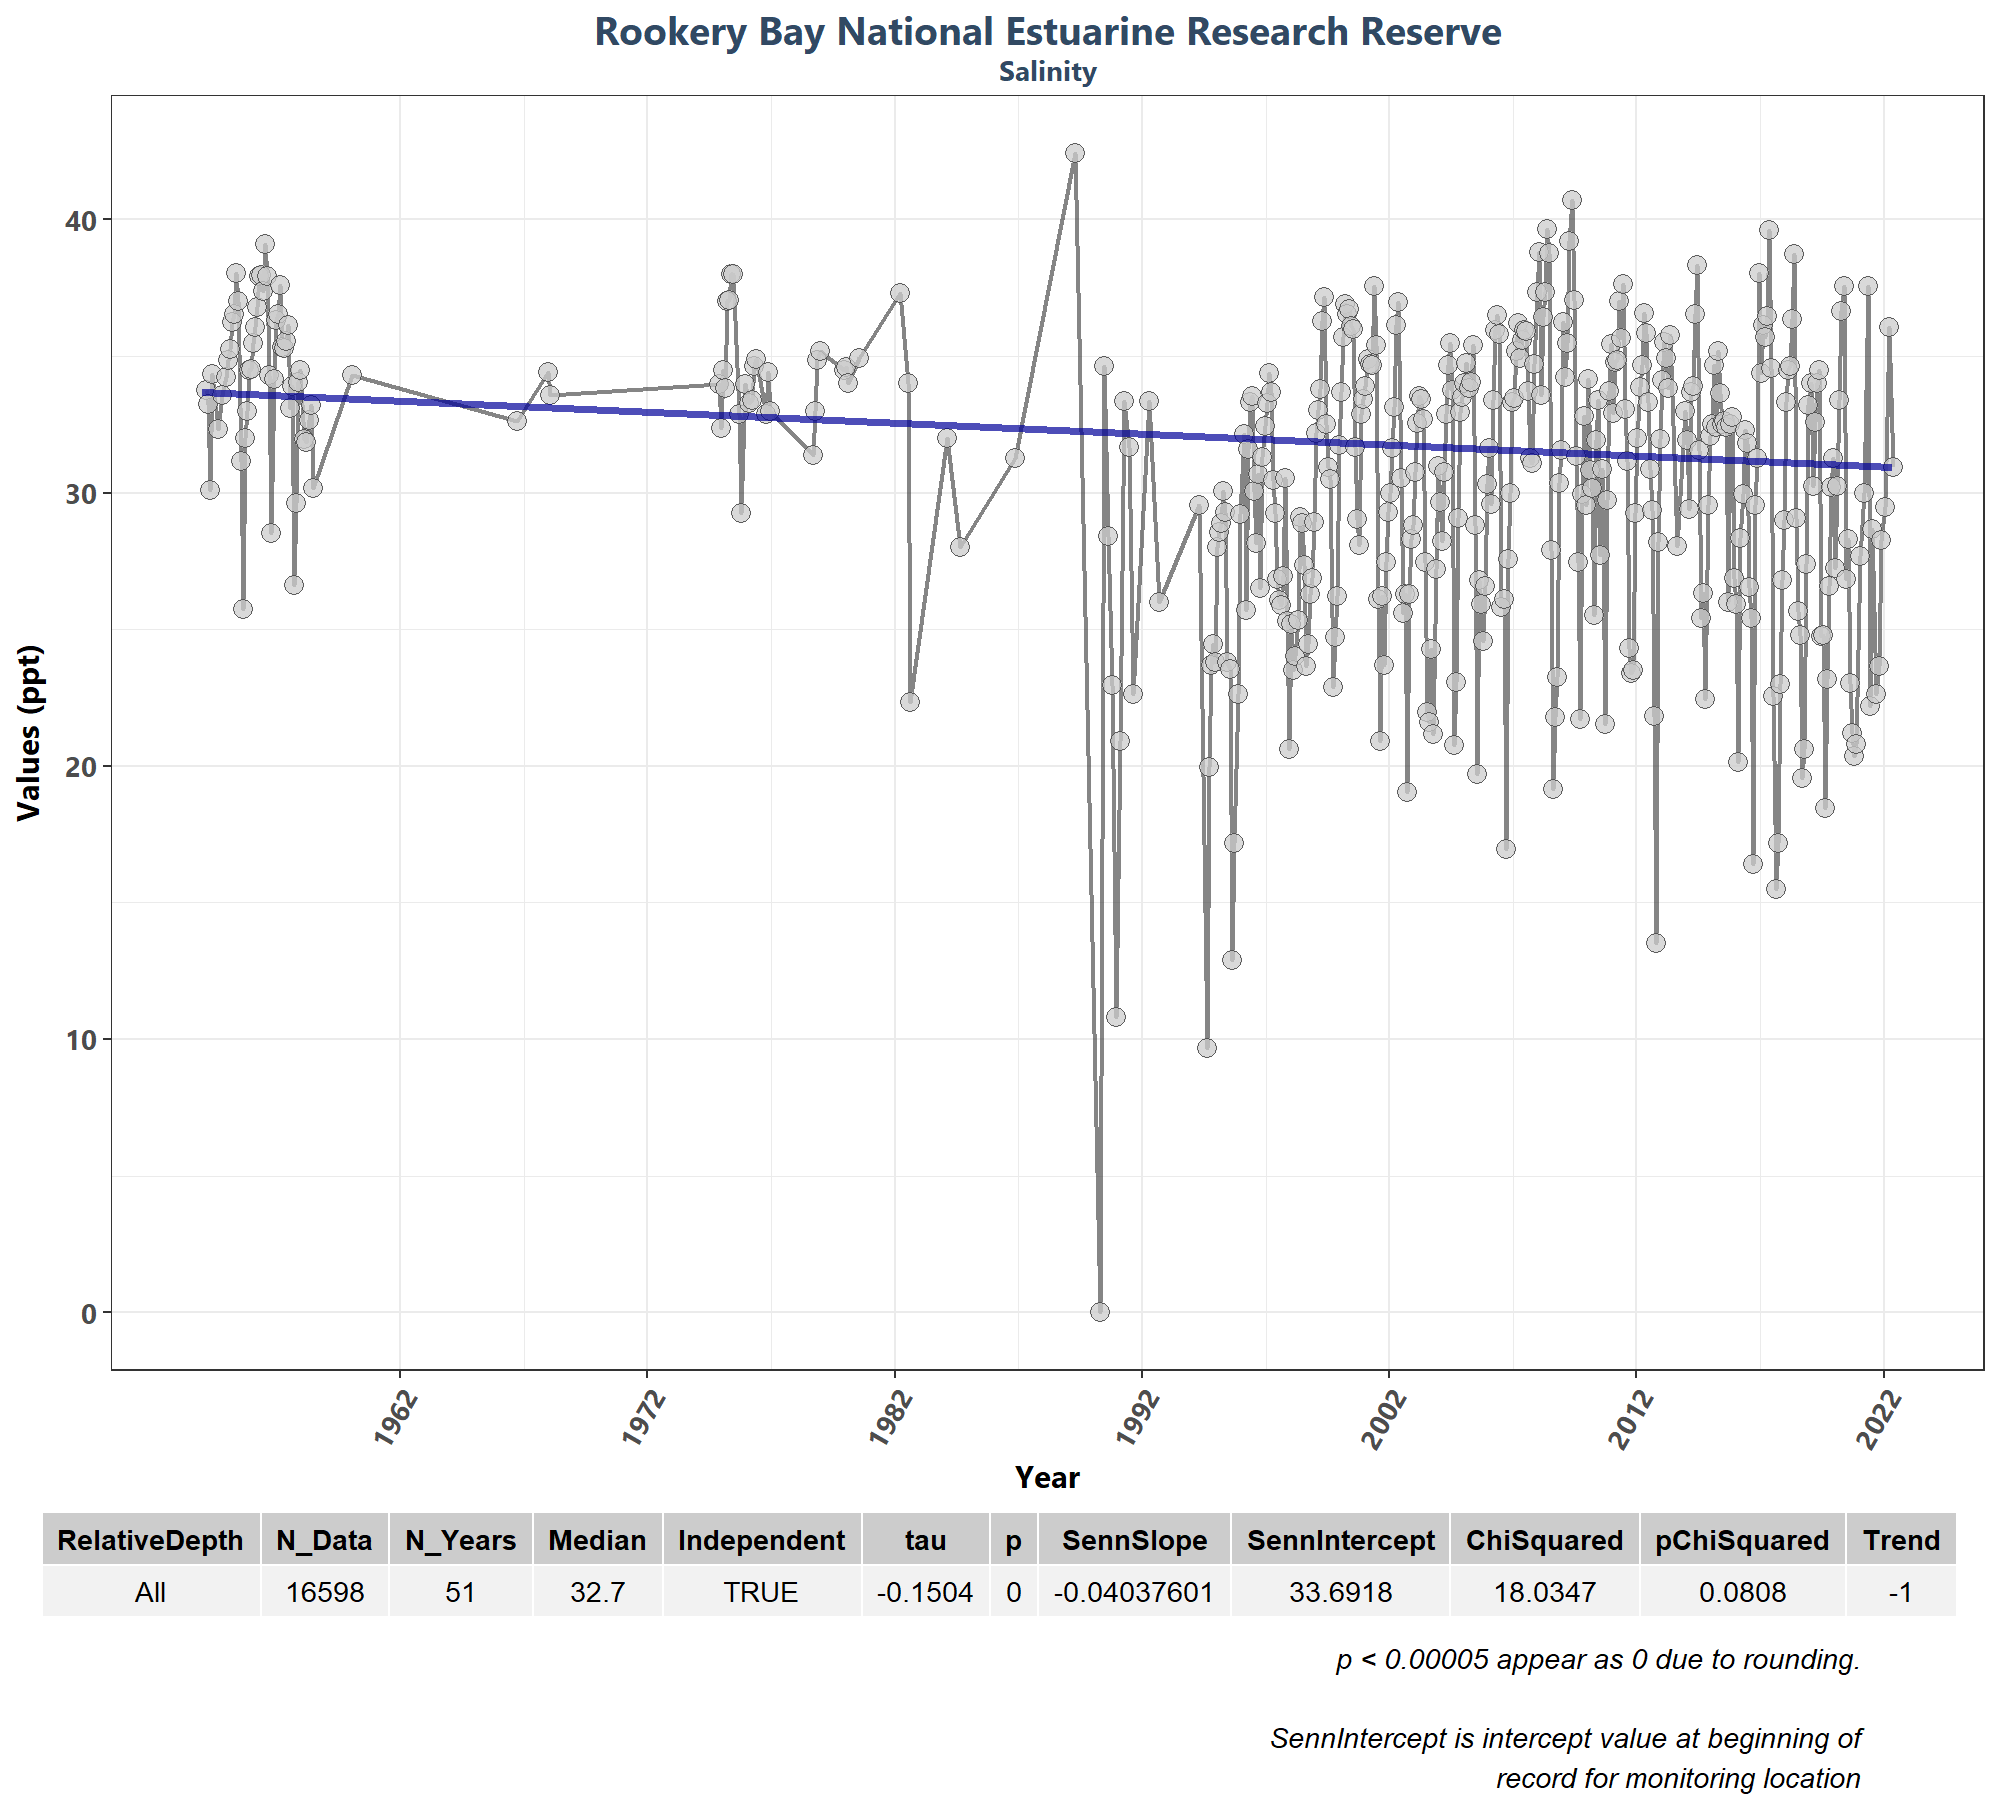 Rookery Bay National Estuarine Research Reserve
Salinity
Values (ppt)
40
30
20
10
0
1962 1972 1982 1992 2002 2012 2022
Year
RelativeDepth N_Data N_Years Median Independent tau p SennSlope SennIntercept ChiSquared pChiSquared Trend
All 16598 51 32.7 TRUE -0.1504 0 -0.04037601 33.6918 18.0347 0.0808 -1
p < 0.00005 appear as 0 due to rounding.
SennIntercept is intercept value at beginning of
record for monitoring location